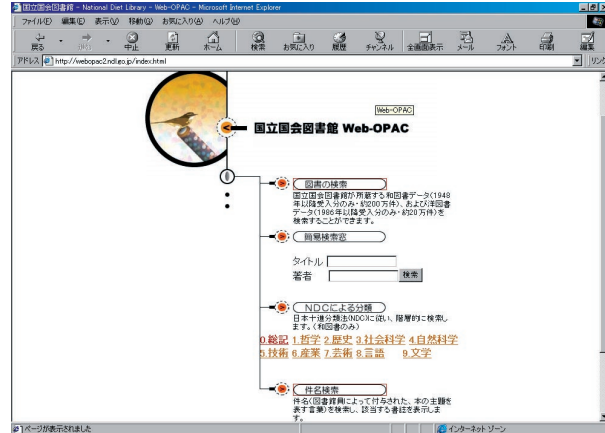 国立国会図書館 - National Diet Library - Web-OPAC - Microsoft Internet Explorer
ファイル(F) 編集(E) 表示(V) 移動(G) お気に入り(A) ヘルプ(H)
戻る 中止 更新 ホーム 検索 お気に入り 履歴 チャンネル 全画面表示 メール フォント 印刷 編集
アドレス http://webopac2.ndl.go.jp/index.html リンク
Web-OPAC
国立国会図書館 Web-OPAC
図書の検索
国立国会図書館が所蔵する和図書データ(1948
年以降受入分のみ・約200万件)、および洋図書
データ(1986年以降受入分のみ・約20万件)を
検索することができます。
簡易検索窓
タイトル
著者 検索
NDCによる分類
日本十進分類法(NDC)に従い、階層的に検索し
ます。(和図書のみ)
0.総記 1.哲学 2.歴史 3.社会科学 4.自然科学
5.技術 6.産業 7.芸術 8.言語 9.文学
件名検索
件名(図書館員によって付与された、本の主題を
表す言葉)を検索し、該当する書誌を表示しま
す。
ページが表示されました インターネット ゾーン